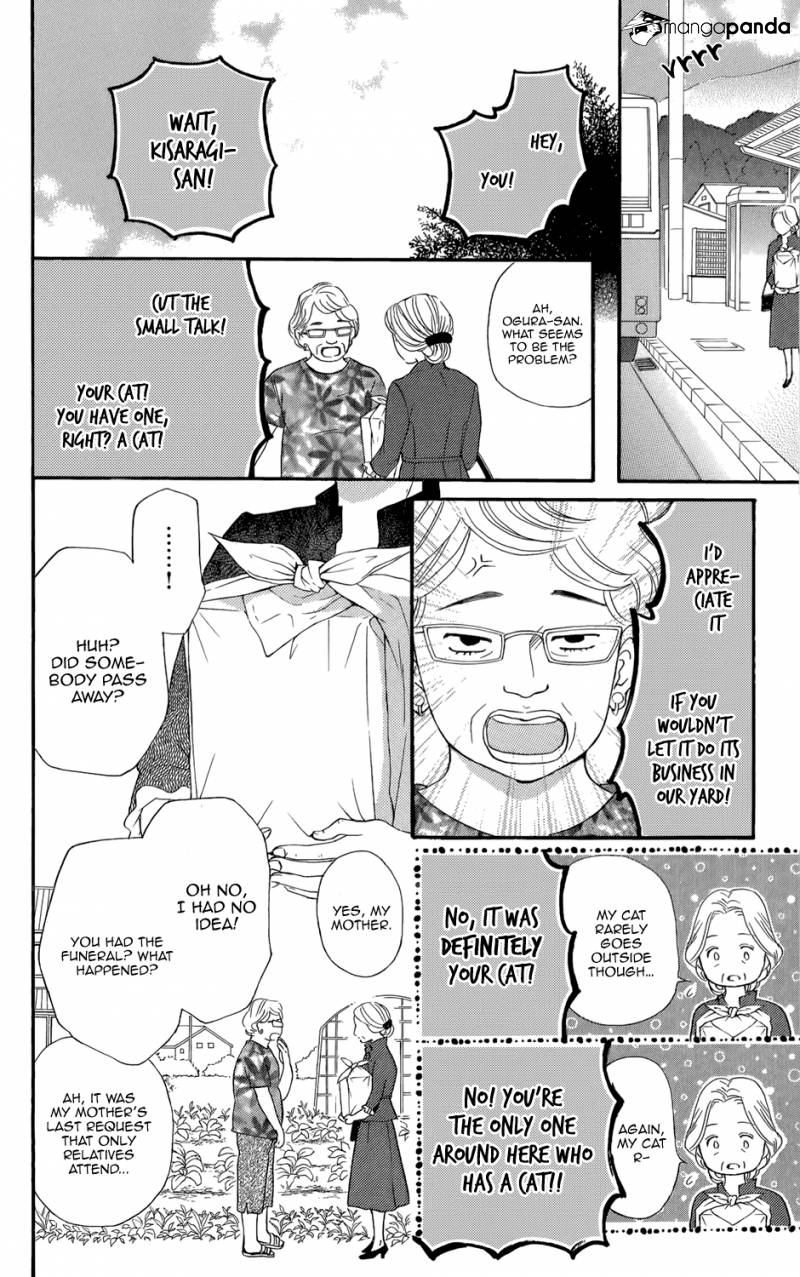 mangapanda
vrrr
HEY,
YOU!
WAIT,
KISARAGI-
SAN!
AH,
OGURA-SAN.
WHAT SEEMS
TO BE THE
PROBLEM?
CUT THE
SMALL TALK!
YOUR CAT!
YOU HAVE ONE,
RIGHT? A CAT!
I'D
APPRE-
CIATE
IT
IF YOU
WOULDN'T
LET IT DO ITS
BUSINESS IN
OUR YARD!
MY CAT
RARELY
GOES
OUTSIDE
THOUGH...
NO, IT WAS
DEFINITELY
YOUR CAT!
AGAIN,
MY CAT
R-
NO! YOU'RE
THE ONLY ONE
AROUND HERE WHO
HAS A CAT!!
......!
HUH?
DID SOME-
BODY PASS
AWAY?
YES, MY
MOTHER.
OH NO,
I HAD NO
IDEA!
YOU HAD THE
FUNERAL? WHAT
HAPPENED?
AH, IT WAS
MY MOTHER'S
LAST REQUEST
THAT ONLY
RELATIVES
ATTEND...